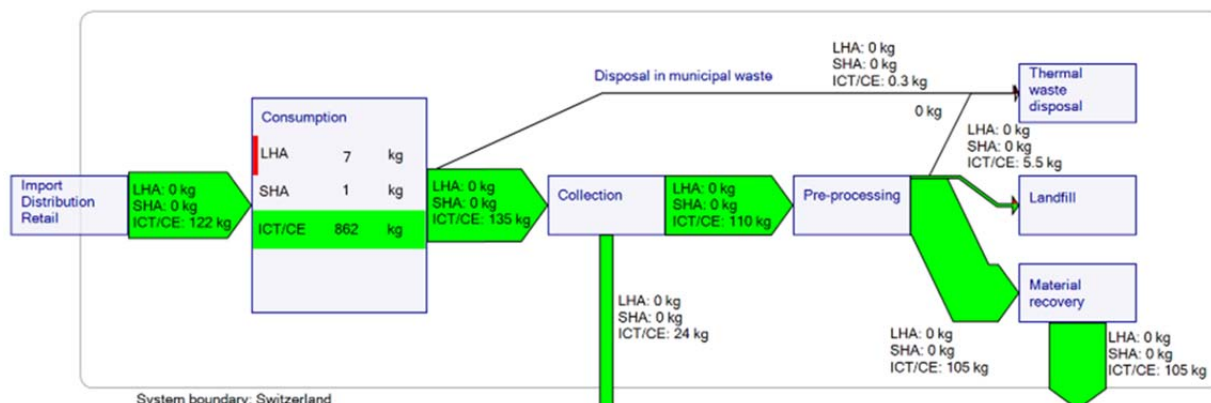 Import
Distribution
Retail
LHA: 0 kg
SHA: 0 kg
ICT/CE: 122 kg
Consumption
LHA 7 kg
SHA 1 kg
ICT/CE 862 kg
Disposal in municipal waste
LHA: 0 kg
SHA: 0 kg
ICT/CE: 0.3 kg
Thermal
waste
disposal
0 kg
LHA: 0 kg
SHA: 0 kg
ICT/CE: 5.5 kg
LHA: 0 kg
SHA: 0 kg
ICT/CE: 135 kg
Collection
LHA: 0 kg
SHA: 0 kg
ICT/CE: 110 kg
Pre-processing
Landfill
LHA: 0 kg
SHA: 0 kg
ICT/CE: 24 kg
Material
recovery
LHA: 0 kg
SHA: 0 kg
ICT/CE: 105 kg
LHA: 0 kg
SHA: 0 kg
ICT/CE: 105 kg
System boundary: Switzerland